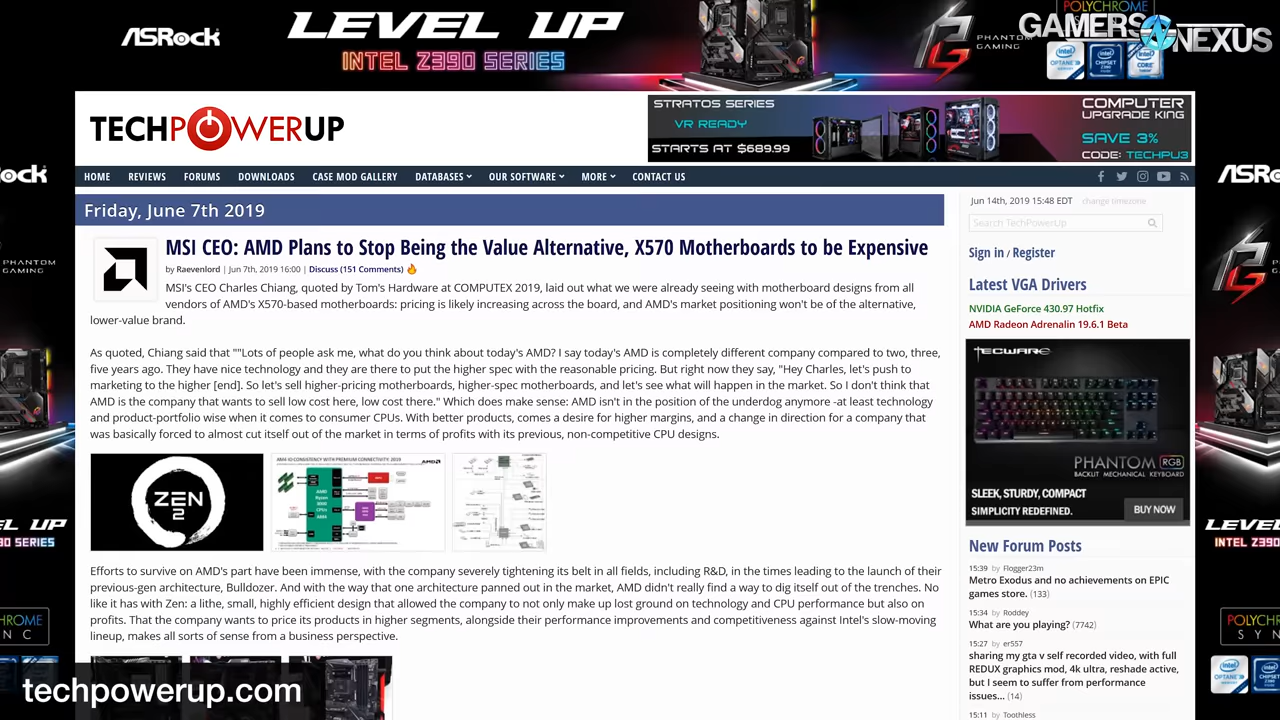 ASRock
LEVEL UP
INTEL Z390 SERIES
PHANTOM
GAMING
POLYCHROME
GAMERS NEXUS
TECHPOWERUP
STRATOS SERIES
VR READY
STARTS AT $689.99
COMPUTER
UPGRADE KING
SAVE 3%
CODE: TECHPU3
HOME REVIEWS FORUMS DOWNLOADS CASE MOD GALLERY DATABASES OUR SOFTWARE MORE CONTACT US
Friday, June 7th 2019
MSI CEO: AMD Plans to Stop Being the Value Alternative, X570 Motherboards to be Expensive
by Raevenlord | Jun 7th, 2019 16:00 | Discuss (151 Comments)
MSI's CEO Charles Chiang, quoted by Tom's Hardware at COMPUTEX 2019, laid out what we were already seeing with motherboard designs from all
vendors of AMD's X570-based motherboards: pricing is likely increasing across the board, and AMD's market positioning won't be of the alternative,
lower-value brand.
As quoted, Chiang said that ""Lots of people ask me, what do you think about today's AMD? I say today's AMD is completely different company compared to two, three,
five years ago. They have nice technology and they are there to put the higher spec with the reasonable pricing. But right now they say, "Hey Charles, let's push to
marketing to the higher [end]. So let's sell higher-pricing motherboards, higher-spec motherboards, and let's see what will happen in the market. So I don't think that
AMD is the company that wants to sell low cost here, low cost there." Which does make sense: AMD isn't in the position of the underdog anymore -at least technology
and product-portfolio wise when it comes to consumer CPUs. With better products, comes a desire for higher margins, and a change in direction for a company that
was basically forced to almost cut itself out of the market in terms of profits with its previous, non-competitive CPU designs.
ZEN
2
AM4 IO CONSISTENCY WITH PREMIUM CONNECTIVITY, 2019
AMD
Efforts to survive on AMD's part have been immense, with the company severely tightening its belt in all fields, including R&D, in the times leading to the launch of their
previous-gen architecture, Bulldozer. And with the way that one architecture panned out in the market, AMD didn't really find a way to dig itself out of the trenches. No
like it has with Zen: a lithe, small, highly efficient design that allowed the company to not only make up lost ground on technology and CPU performance but also on
profits. That the company wants to price its products in higher segments, alongside their performance improvements and competitiveness against Intel's slow-moving
lineup, makes all sorts of sense from a business perspective.
Jun 14th, 2019 15:48 EDT change timezone
Search TechPowerUp
Sign in / Register
Latest VGA Drivers
NVIDIA GeForce 430.97 Hotfix
AMD Radeon Adrenalin 19.6.1 Beta
TECWARE
PHANTOM RGB
BACKLIT MECHANICAL KEYBOARD
SLEEK, STURDY, COMPACT
SIMPLICITY REDEFINED.
BUY NOW
New Forum Posts
15:39 by Flogger23m
Metro Exodus and no achievements on EPIC
games store. (133)
15:34 by Roddey
What are you playing? (7742)
15:27 by er557
sharing my gta v self recorded video, with full
REDUX graphics mod, 4k ultra, reshade active,
but I seem to suffer from performance
issues... (14)
15:11 by Toothless
ock
PHANTOM
GAMING
EVEL UP
90 SERIES
CHROME
NC
ASRo
LEVEL
INTEL Z39
POLYCH
SY
techpowerup.com